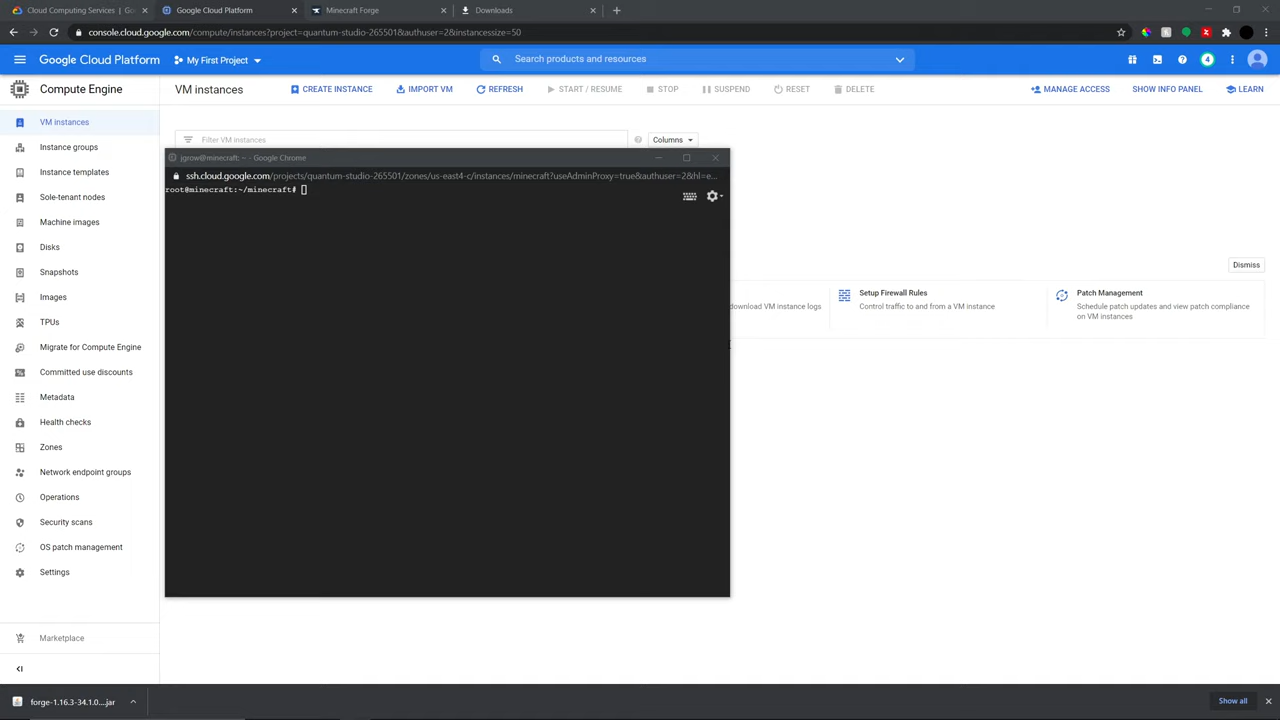 Cloud Computing Services | Go
Google Cloud Platform
Minecraft Forge
Downloads
console.cloud.google.com/compute/instances?project=quantum-studio-265501&authuser=2&instancessize=50
Google Cloud Platform
My First Project
Search products and resources
4
Compute Engine
VM instances
CREATE INSTANCE
IMPORT VM
REFRESH
START / RESUME
STOP
SUSPEND
RESET
DELETE
MANAGE ACCESS
SHOW INFO PANEL
LEARN
VM instances
Instance groups
Instance templates
Sole-tenant nodes
Machine images
Disks
Snapshots
Images
TPUs
Migrate for Compute Engine
Committed use discounts
Metadata
Health checks
Zones
Network endpoint groups
Operations
Security scans
OS patch management
Settings
Marketplace
Filter VM instances
Columns
jgrow@minecraft: ~ - Google Chrome
ssh.cloud.google.com/projects/quantum-studio-265501/zones/us-east4-c/instances/minecraft?useAdminProxy=true&authuser=2&hl=e...
root@minecraft:~/minecraft#
Dismiss
download VM instance logs
Setup Firewall Rules
Control traffic to and from a VM instance
Patch Management
Schedule patch updates and view patch compliance
on VM instances
forge-1.16.3-34.1.0....jar
Show all